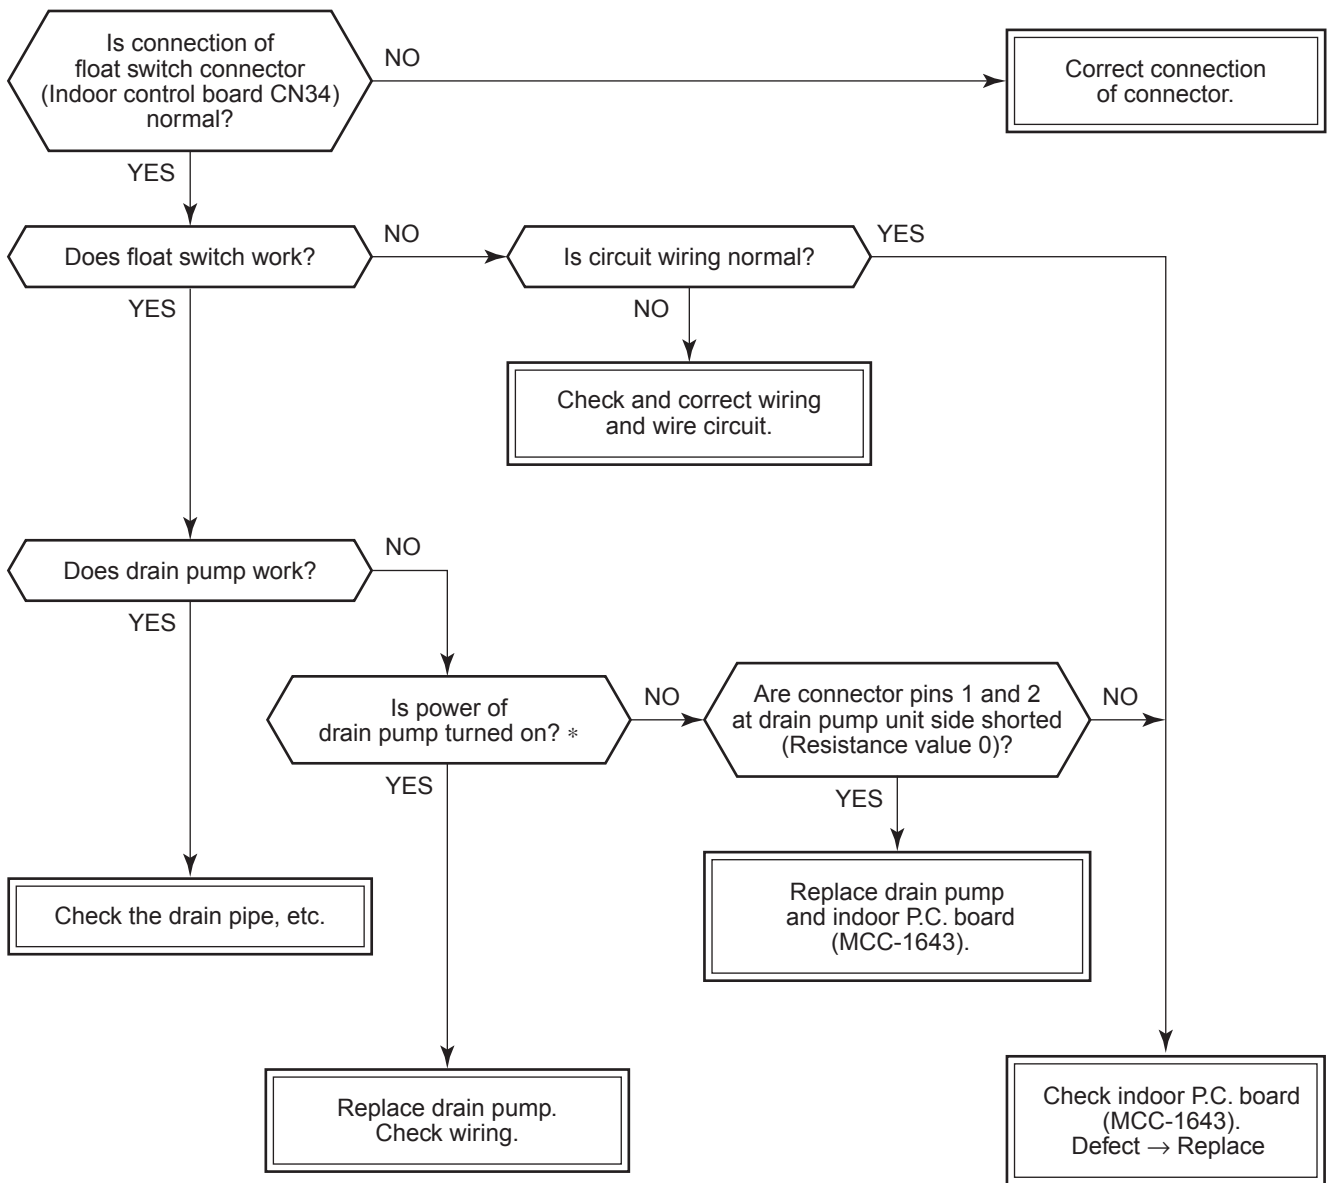 Is connection of
float switch connector
(Indoor control board CN34)
normal?
NO
Correct connection
of connector.
YES
Does float switch work?
NO
Is circuit wiring normal?
YES
YES
NO
Check and correct wiring
and wire circuit.
Does drain pump work?
NO
YES
Is power of
drain pump turned on? *
NO
Are connector pins 1 and 2
at drain pump unit side shorted
(Resistance value 0)?
NO
YES
YES
Check the drain pipe, etc.
Replace drain pump
and indoor P.C. board
(MCC-1643).
Replace drain pump.
Check wiring.
Check indoor P.C. board
(MCC-1643).
Defect → Replace